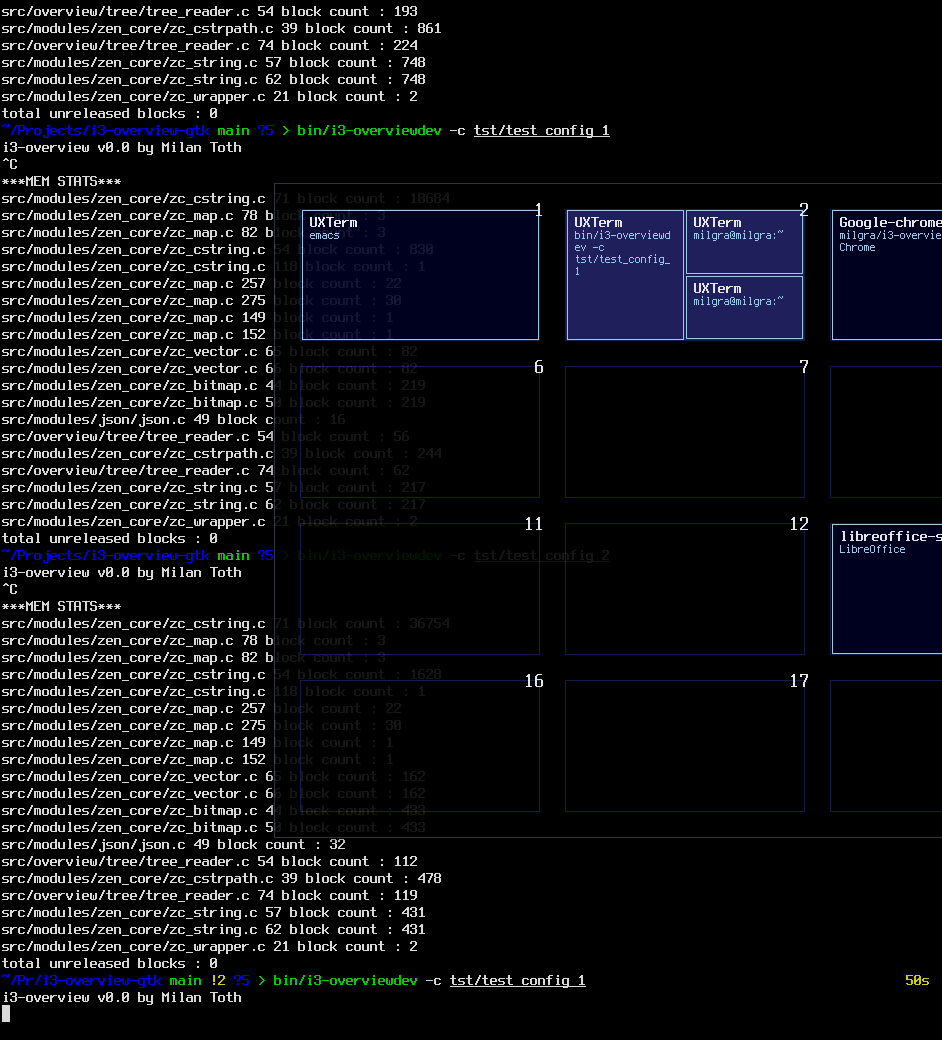 src/overview/tree/tree_reader.c 54 block count : 193
src/modules/zen_core/zc_cstrpath.c 39 block count : 861
src/overview/tree/tree_reader.c 74 block count : 224
src/modules/zen_core/zc_string.c 57 block count : 748
src/modules/zen_core/zc_string.c 62 block count : 748
src/modules/zen_core/zc_wrapper.c 21 block count : 2
total unreleased blocks : 0
~/Projects/i3-overview-gtk main ?5 > bin/i3-overviewdev -c tst/test_config_1
i3-overview v0.0 by Milan Toth
^C
***MEM STATS***
src/modules/zen_core/zc_cstring.c 71 block count : 18684
src/modules/zen_core/zc_map.c 78 block count : 3
src/modules/zen_core/zc_map.c 82 block count : 3
src/modules/zen_core/zc_cstring.c 54 block count : 830
src/modules/zen_core/zc_cstring.c 118 block count : 1
src/modules/zen_core/zc_map.c 257 block count : 22
src/modules/zen_core/zc_map.c 275 block count : 30
src/modules/zen_core/zc_map.c 149 block count : 1
src/modules/zen_core/zc_map.c 152 block count : 1
src/modules/zen_core/zc_vector.c 65 block count : 82
src/modules/zen_core/zc_vector.c 66 block count : 82
src/modules/zen_core/zc_bitmap.c 44 block count : 219
src/modules/zen_core/zc_bitmap.c 50 block count : 219
src/modules/json/json.c 49 block count : 16
src/overview/tree/tree_reader.c 54 block count : 56
src/modules/zen_core/zc_cstrpath.c 39 block count : 244
src/overview/tree/tree_reader.c 74 block count : 62
src/modules/zen_core/zc_string.c 57 block count : 217
src/modules/zen_core/zc_string.c 62 block count : 217
src/modules/zen_core/zc_wrapper.c 21 block count : 2
total unreleased blocks : 0
~/Projects/i3-overview-gtk main ?5 > bin/i3-overviewdev -c tst/test_config_2
i3-overview v0.0 by Milan Toth
^C
***MEM STATS***
src/modules/zen_core/zc_cstring.c 71 block count : 36754
src/modules/zen_core/zc_map.c 78 block count : 3
src/modules/zen_core/zc_map.c 82 block count : 3
src/modules/zen_core/zc_cstring.c 54 block count : 1628
src/modules/zen_core/zc_cstring.c 118 block count : 1
src/modules/zen_core/zc_map.c 257 block count : 22
src/modules/zen_core/zc_map.c 275 block count : 30
src/modules/zen_core/zc_map.c 149 block count : 1
src/modules/zen_core/zc_map.c 152 block count : 1
src/modules/zen_core/zc_vector.c 65 block count : 162
src/modules/zen_core/zc_vector.c 66 block count : 162
src/modules/zen_core/zc_bitmap.c 44 block count : 433
src/modules/zen_core/zc_bitmap.c 50 block count : 433
src/modules/json/json.c 49 block count : 32
src/overview/tree/tree_reader.c 54 block count : 112
src/modules/zen_core/zc_cstrpath.c 39 block count : 478
src/overview/tree/tree_reader.c 74 block count : 119
src/modules/zen_core/zc_string.c 57 block count : 431
src/modules/zen_core/zc_string.c 62 block count : 431
src/modules/zen_core/zc_wrapper.c 21 block count : 2
total unreleased blocks : 0
~/Pr/i3-overview-gtk main !2 ?5 > bin/i3-overviewdev -c tst/test_config_1 50s
i3-overview v0.0 by Milan Toth
1
UXTerm
emacs
2
UXTerm
bin/i3-overviewd
ev -c
tst/test_config_
1
UXTerm
milgra@milgra:~
UXTerm
milgra@milgra:~
Google-chrome
milgra/i3-overvie
Chrome
6
7
11
12
libreoffice-s
LibreOffice
16
17